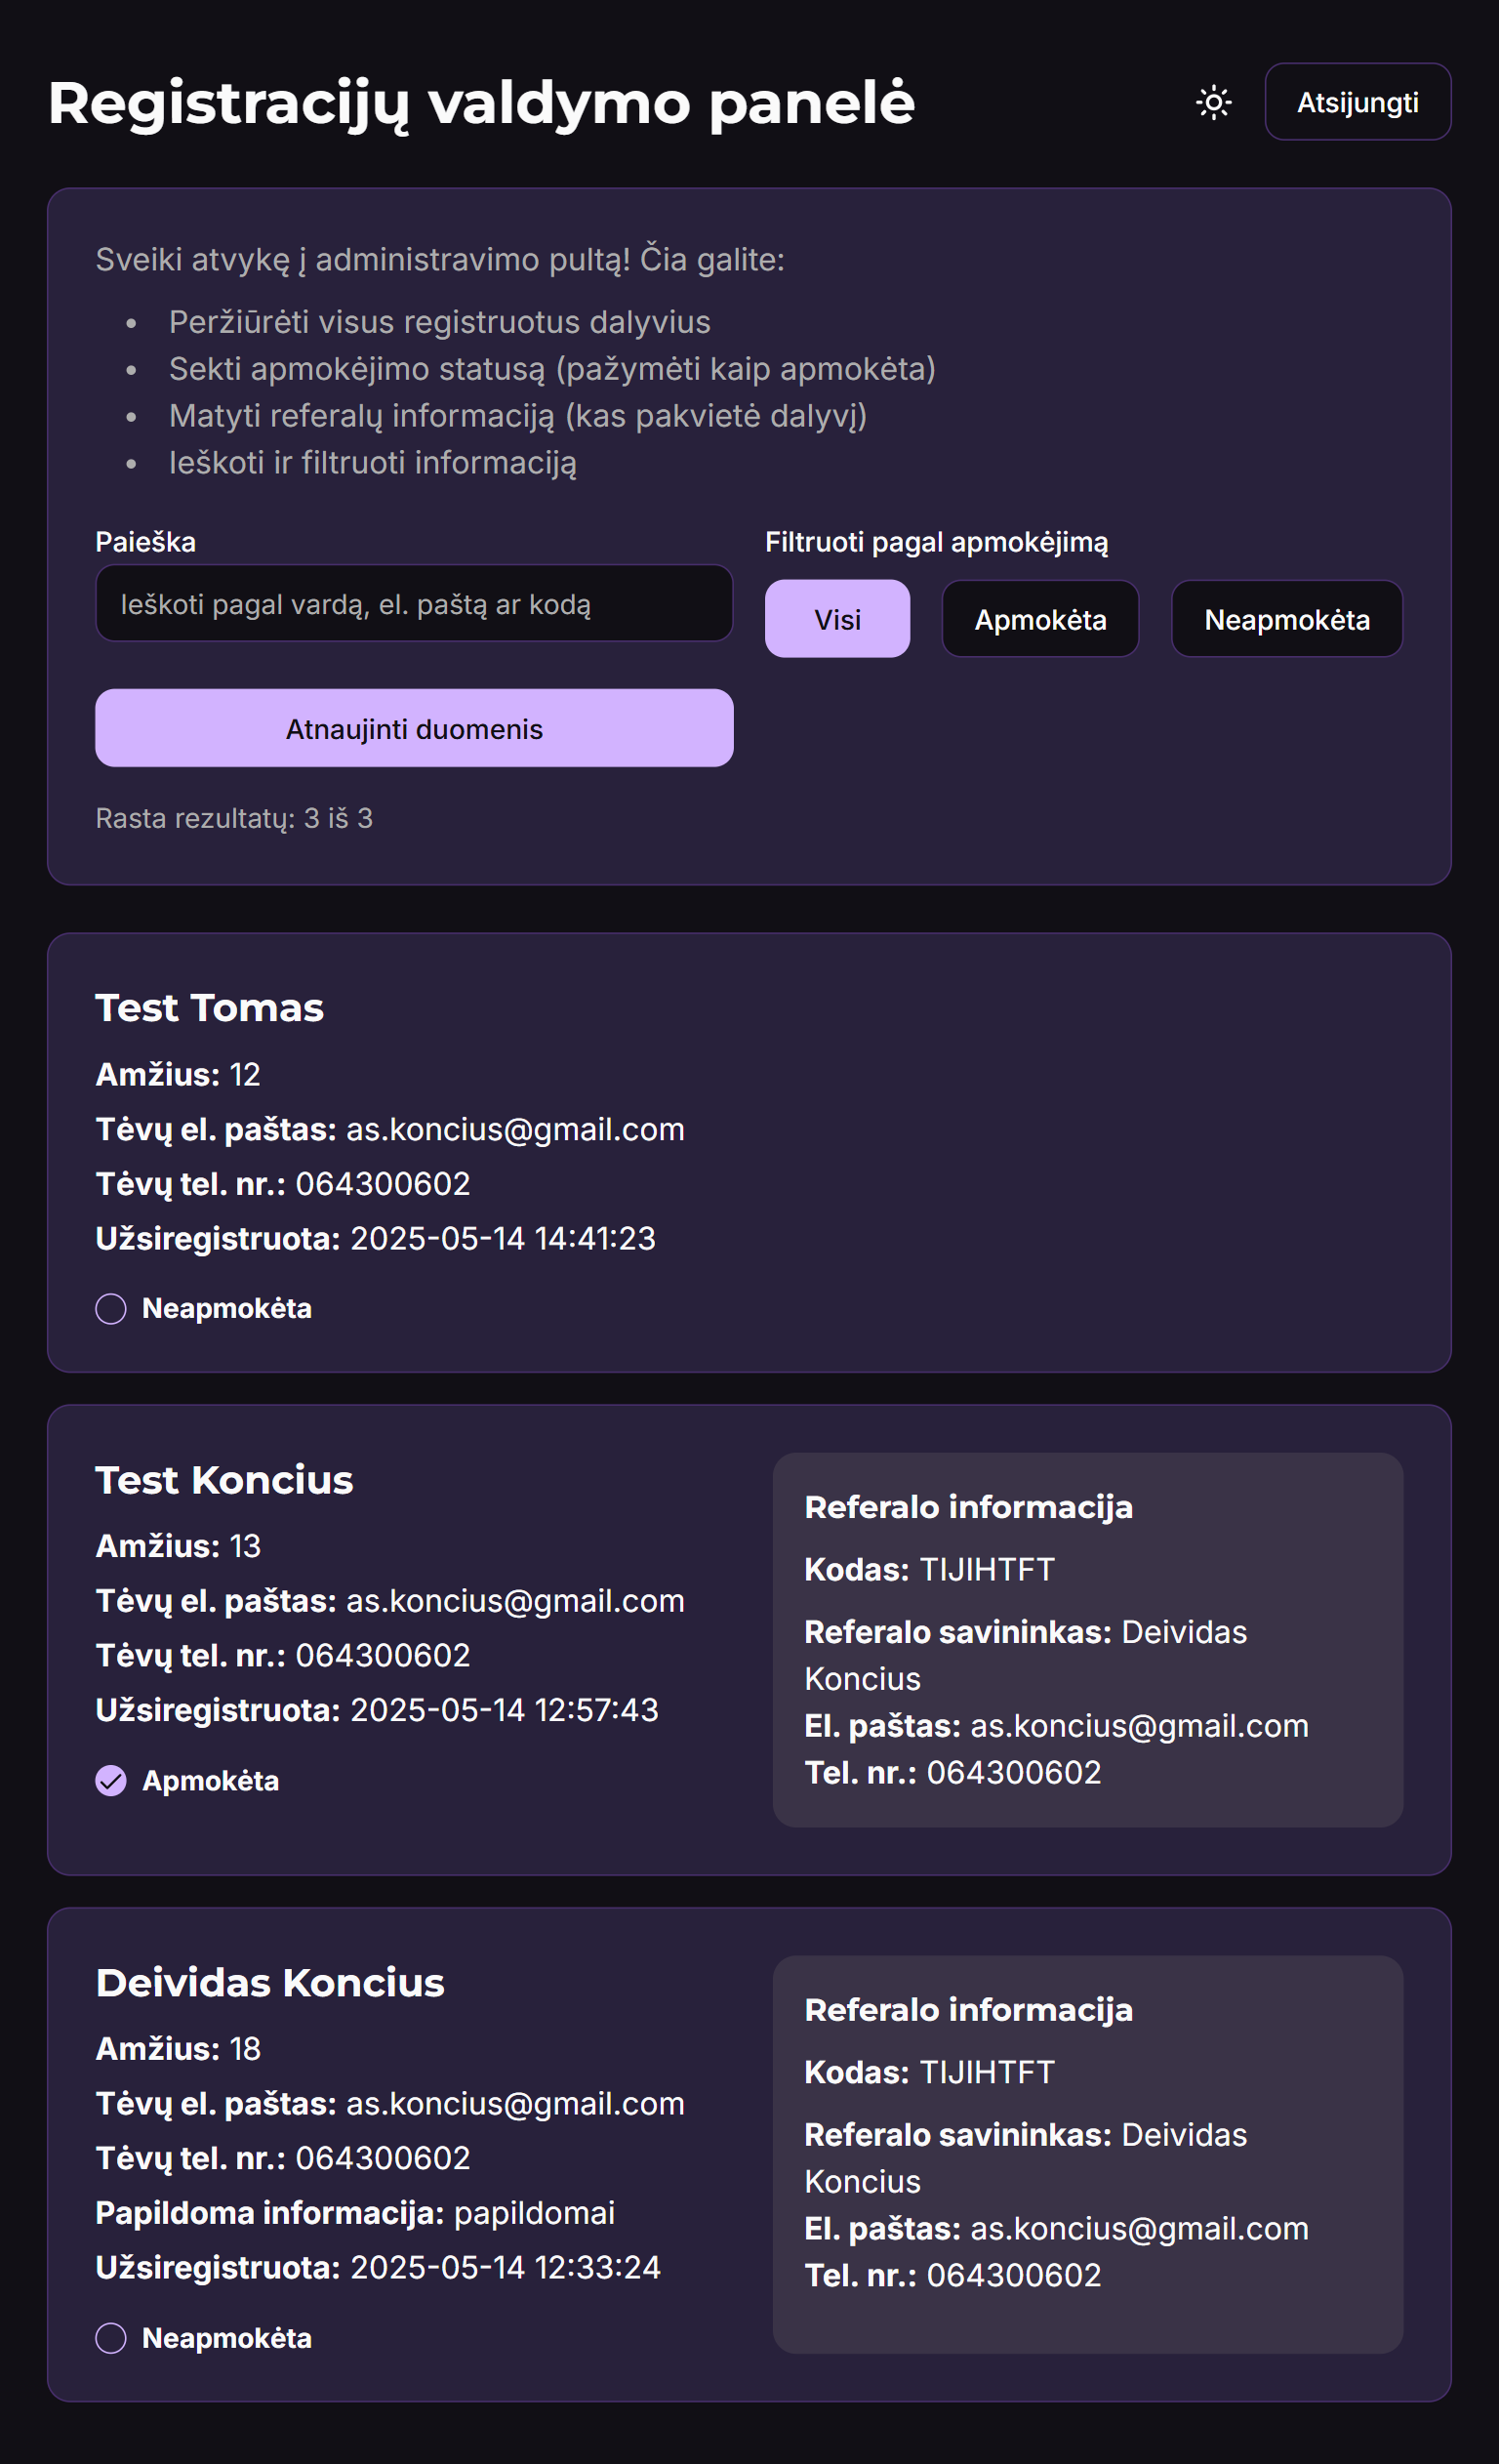 Registracijų valdymo panelė
Atsijungti
Sveiki atvykę į administravimo pultą! Čia galite:
• Peržiūrėti visus registruotus dalyvius
• Sekti apmokėjimo statusą (pažymėti kaip apmokėta)
• Matyti referalų informaciją (kas pakvietė dalyvį)
• Ieškoti ir filtruoti informaciją
Paieška
Ieškoti pagal vardą, el. paštą ar kodą
Filtruoti pagal apmokėjimą
Visi
Apmokėta
Neapmokėta
Atnaujinti duomenis
Rasta rezultatų: 3 iš 3
Test Tomas
Amžius: 12
Tėvų el. paštas: as.koncius@gmail.com
Tėvų tel. nr.: 064300602
Užsiregistruota: 2025-05-14 14:41:23
Neapmokėta
Test Koncius
Amžius: 13
Tėvų el. paštas: as.koncius@gmail.com
Tėvų tel. nr.: 064300602
Užsiregistruota: 2025-05-14 12:57:43
Apmokėta
Referalo informacija
Kodas: TIJIHTFT
Referalo savininkas: Deividas
Koncius
El. paštas: as.koncius@gmail.com
Tel. nr.: 064300602
Deividas Koncius
Amžius: 18
Tėvų el. paštas: as.koncius@gmail.com
Tėvų tel. nr.: 064300602
Papildoma informacija: papildomai
Užsiregistruota: 2025-05-14 12:33:24
Neapmokėta
Referalo informacija
Kodas: TIJIHTFT
Referalo savininkas: Deividas
Koncius
El. paštas: as.koncius@gmail.com
Tel. nr.: 064300602